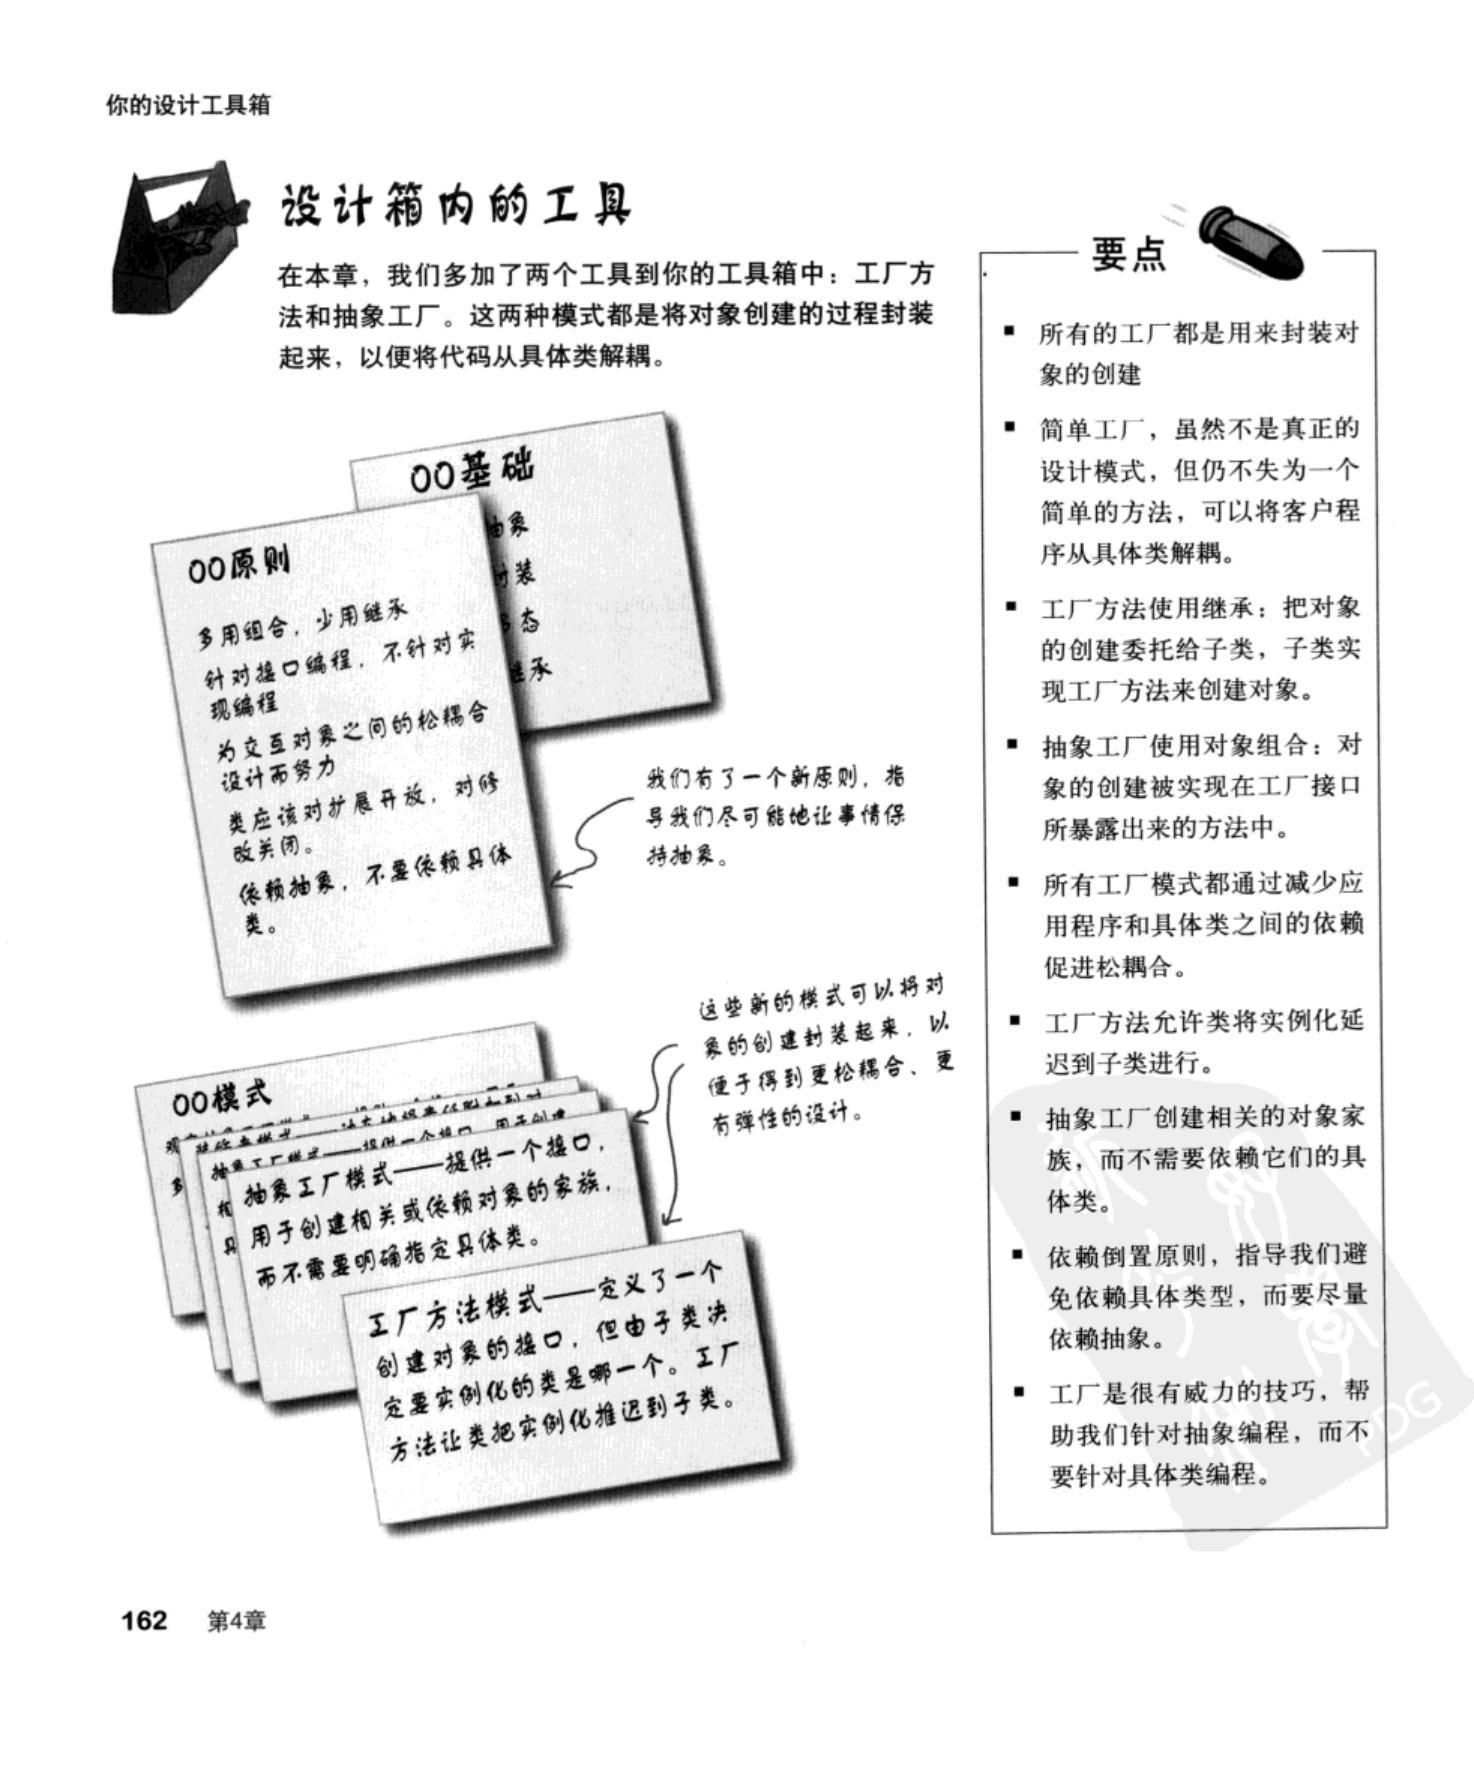 你的设计工具箱
设计箱内的工具
在本章，我们多加了两个工具到你的工具箱中：工厂方
法和抽象工厂。这两种模式都是将对象创建的过程封装
起来，以便将代码从具体类解耦。
OO基础
象
装
态
承
OO原则
多用组合，少用继承
针对接口编程，不针对实
现编程
为交互对象之间的松耦合
设计而努力
类应该对扩展开放，对修
改关闭。
依赖抽象，不要依赖具体
类。
我们有了一个新原则，指
导我们尽可能地让事情保
持抽象。
这些新的模式可以将对
象的创建封装起来，以
便于得到更松耦合、更
有弹性的设计。
OO模式
抽象工厂模式——提供一个接口，
用于创建相关或依赖对象的家族，
而不需要明确指定具体类。
工厂方法模式——定义了一个
创建对象的接口，但由子类决
定要实例化的类是哪一个。工厂
方法让类把实例化推迟到子类。
要点
▪ 所有的工厂都是用来封装对
象的创建
▪ 简单工厂，虽然不是真正的
设计模式，但仍不失为一个
简单的方法，可以将客户程
序从具体类解耦。
▪ 工厂方法使用继承：把对象
的创建委托给子类，子类实
现工厂方法来创建对象。
▪ 抽象工厂使用对象组合：对
象的创建被实现在工厂接口
所暴露出来的方法中。
▪ 所有工厂模式都通过减少应
用程序和具体类之间的依赖
促进松耦合。
▪ 工厂方法允许类将实例化延
迟到子类进行。
▪ 抽象工厂创建相关的对象家
族，而不需要依赖它们的具
体类。
▪ 依赖倒置原则，指导我们避
免依赖具体类型，而要尽量
依赖抽象。
▪ 工厂是很有威力的技巧，帮
助我们针对抽象编程，而不
要针对具体类编程。
PDG
162 第4章